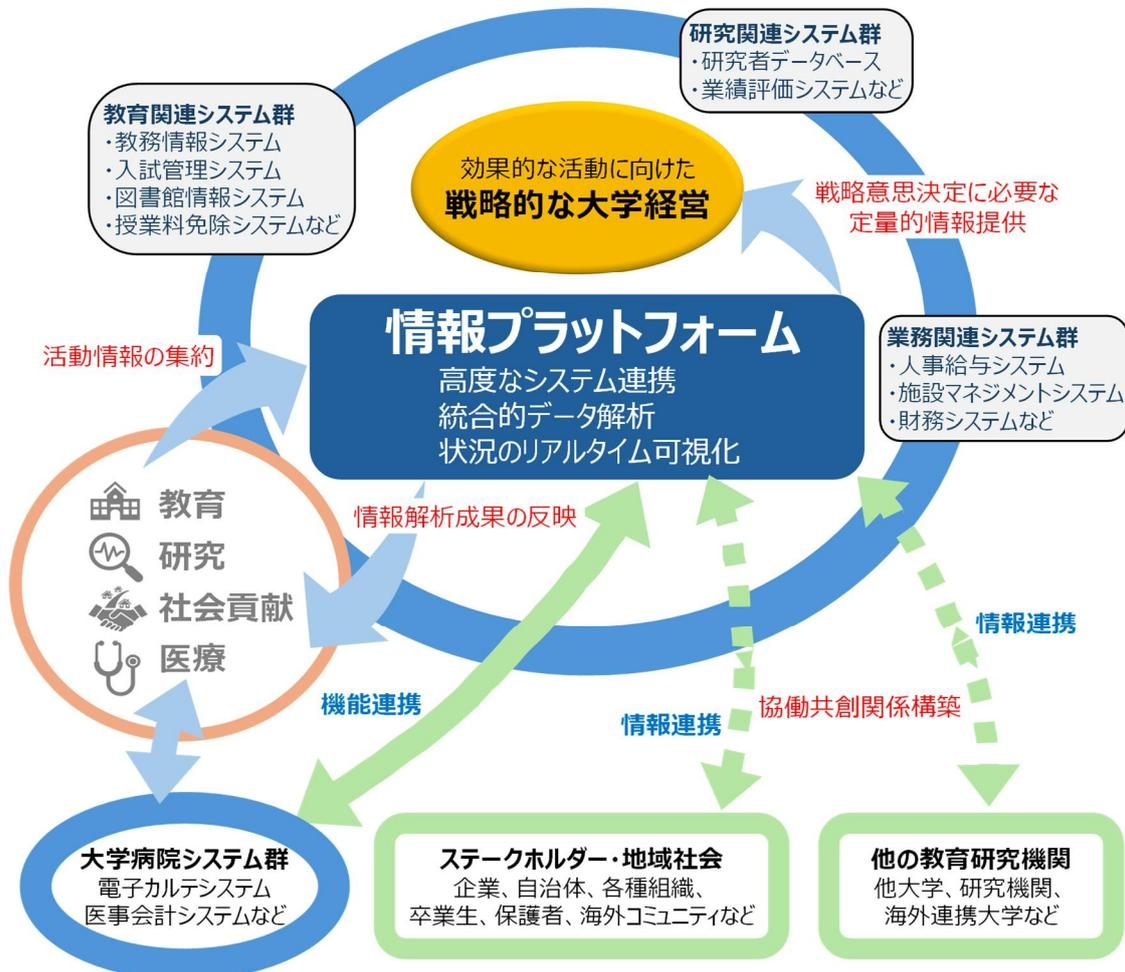 研究関連システム群
・研究者データベース
・業績評価システムなど
教育関連システム群
・教務情報システム
・入試管理システム
・図書館情報システム
・授業料免除システムなど
効果的な活動に向けた
戦略的な大学経営
戦略意思決定に必要な
定量的情報提供
情報プラットフォーム
高度なシステム連携
統合的データ解析
状況のリアルタイム可視化
業務関連システム群
・人事給与システム
・施設マネジメントシステム
・財務システムなど
活動情報の集約
教育
研究
社会貢献
医療
情報解析成果の反映
機能連携
情報連携
協働共創関係構築
情報連携
大学病院システム群
電子カルテシステム
医事会計システムなど
ステークホルダー・地域社会
企業、自治体、各種組織、
卒業生、保護者、海外コミュニティなど
他の教育研究機関
他大学、研究機関、
海外連携大学など